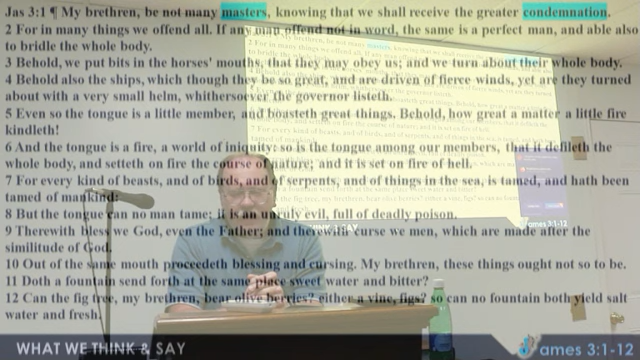 Jas 3:1 ¶ My brethren, be not many masters, knowing that we shall receive the greater condemnation.
2 For in many things we offend all. If any man offend not in word, the same is a perfect man, and able also
to bridle the whole body.
3 Behold, we put bits in the horses' mouths, that they may obey us; and we turn about their whole body.
4 Behold also the ships, which though they be so great, and are driven of fierce winds, yet are they turned
about with a very small helm, whithersoever the governor listeth.
5 Even so the tongue is a little member, and boasteth great things. Behold, how great a matter a little fire
kindleth!
6 And the tongue is a fire, a world of iniquity: so is the tongue among our members, that it defileth the
whole body, and setteth on fire the course of nature; and it is set on fire of hell.
7 For every kind of beasts, and of birds, and of serpents, and of things in the sea, is tamed, and hath been
tamed of mankind:
8 But the tongue can no man tame; it is an unruly evil, full of deadly poison.
9 Therewith bless we God, even the Father; and therewith curse we men, which are made after the
similitude of God.
10 Out of the same mouth proceedeth blessing and cursing. My brethren, these things ought not so to be.
11 Doth a fountain send forth at the same place sweet water and bitter?
12 Can the fig tree, my brethren, bear olive berries? either a vine, figs? so can no fountain both yield salt
water and fresh.
THINK & SAY
ames 3:1-12
WHAT WE THINK & SAY
James 3:1-12